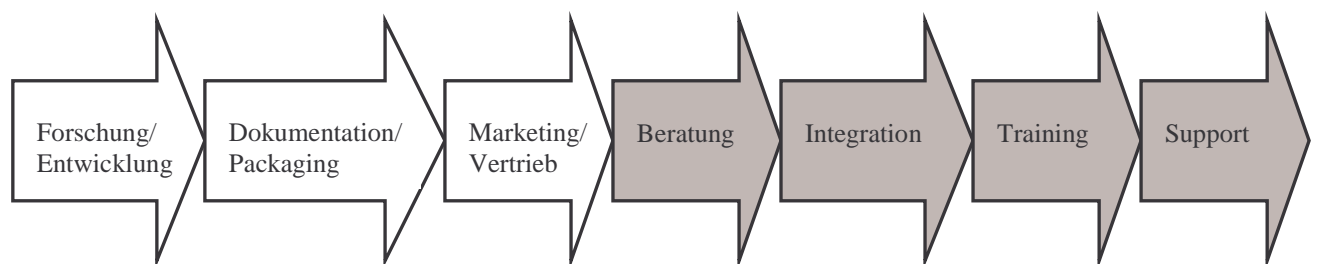 Forschung/
Entwicklung
Dokumentation/
Packaging
Marketing/
Vertrieb
Beratung
Integration
Training
Support